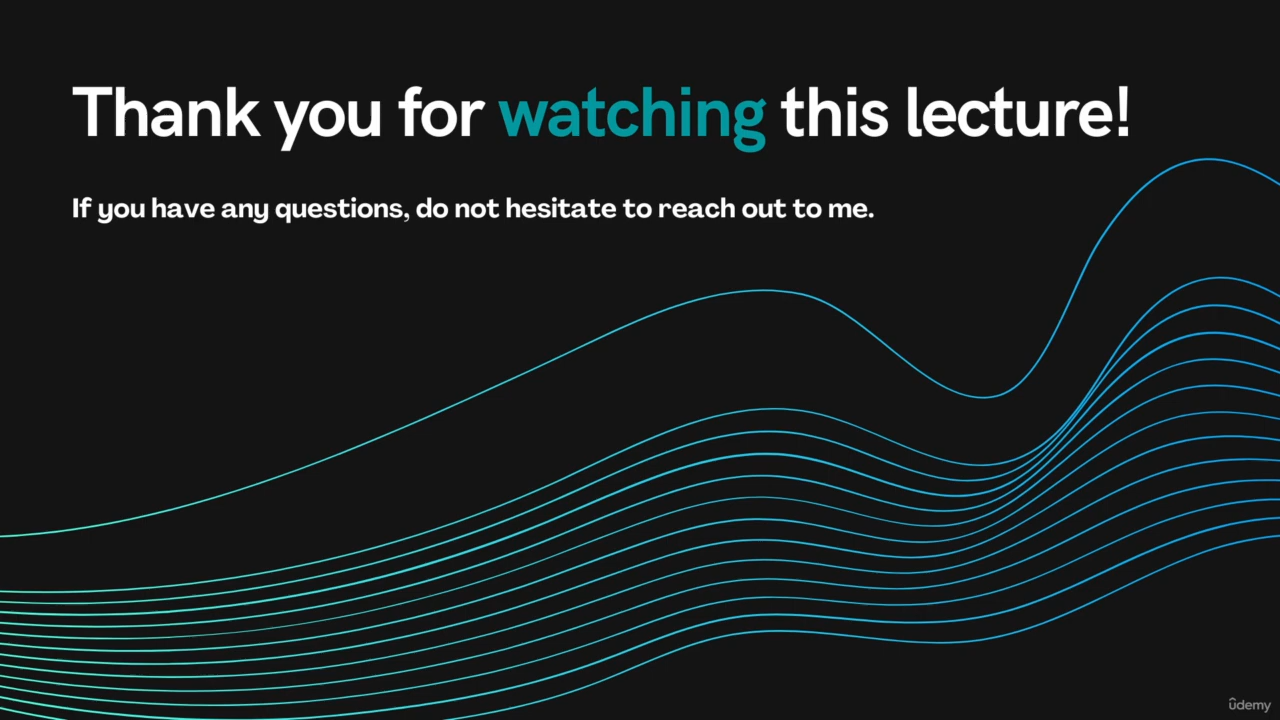 Thank you for watching this lecture!
If you have any questions, do not hesitate to reach out to me.
ûdemy